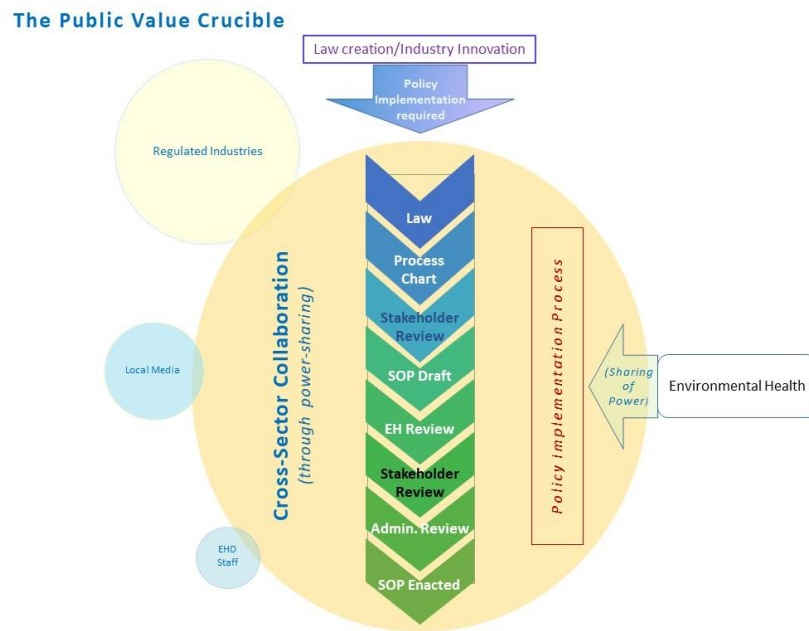 The Public Value Crucible
Law creation/Industry Innovation
Policy
Implementation
required
Regulated Industries
Law
Process
Chart
Stakeholder
Review
SOP Draft
EH Review
Stakeholder
Review
Admin. Review
SOP Enacted
Cross-Sector Collaboration
(through power-sharing)
Policy Implementation Process
(Sharing
of
Power)
Environmental Health
Local Media
EHD
Staff